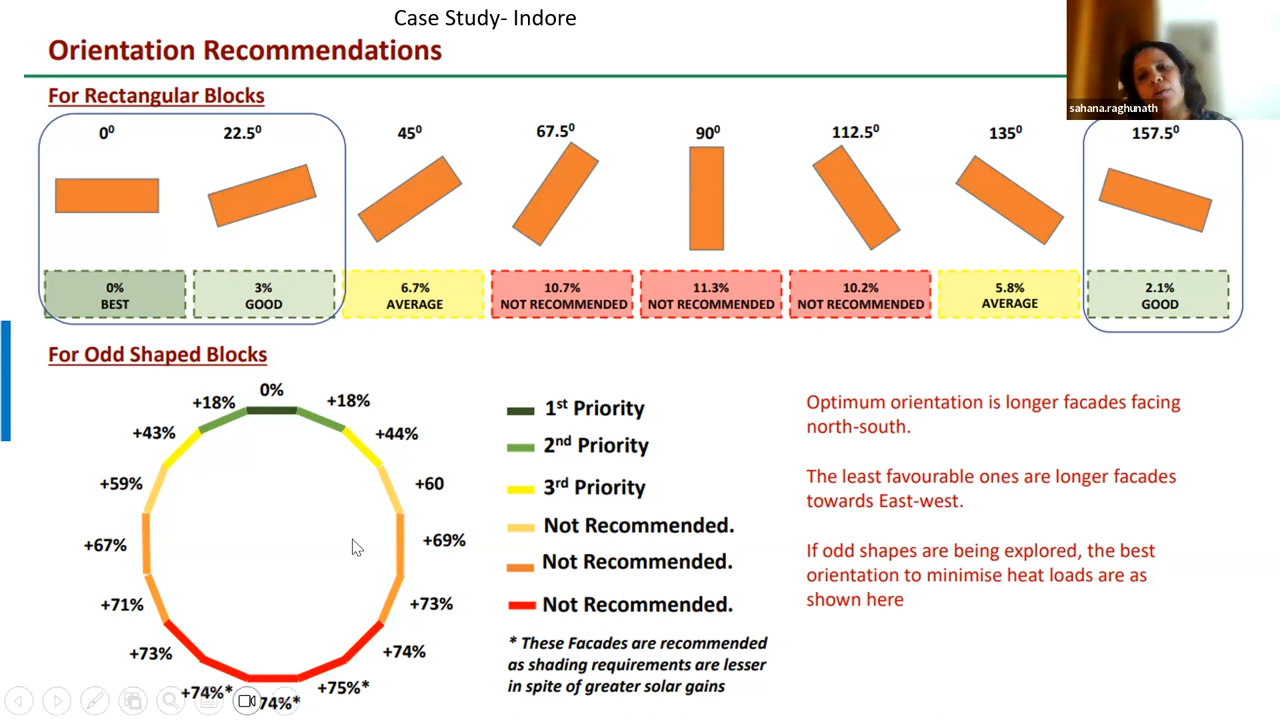 Case Study- Indore
Orientation Recommendations
sahana.raghunath
For Rectangular Blocks
0⁰ 22.5⁰ 45⁰ 67.5⁰ 90⁰ 112.5⁰ 135⁰ 157.5⁰
0% 3% 6.7% 10.7% 11.3% 10.2% 5.8% 2.1%
BEST GOOD AVERAGE NOT RECOMMENDED NOT RECOMMENDED NOT RECOMMENDED AVERAGE GOOD
For Odd Shaped Blocks
0%
+18%
+18%
+43%
+44%
+59%
+60
+67%
+69%
+71%
+73%
+73%
+74%
+74%*
74%*
+75%*
1st Priority
2nd Priority
3rd Priority
Not Recommended.
Not Recommended.
Not Recommended.
* These Facades are recommended
as shading requirements are lesser
in spite of greater solar gains
Optimum orientation is longer facades facing
north-south.
The least favourable ones are longer facades
towards East-west.
If odd shapes are being explored, the best
orientation to minimise heat loads are as
shown here